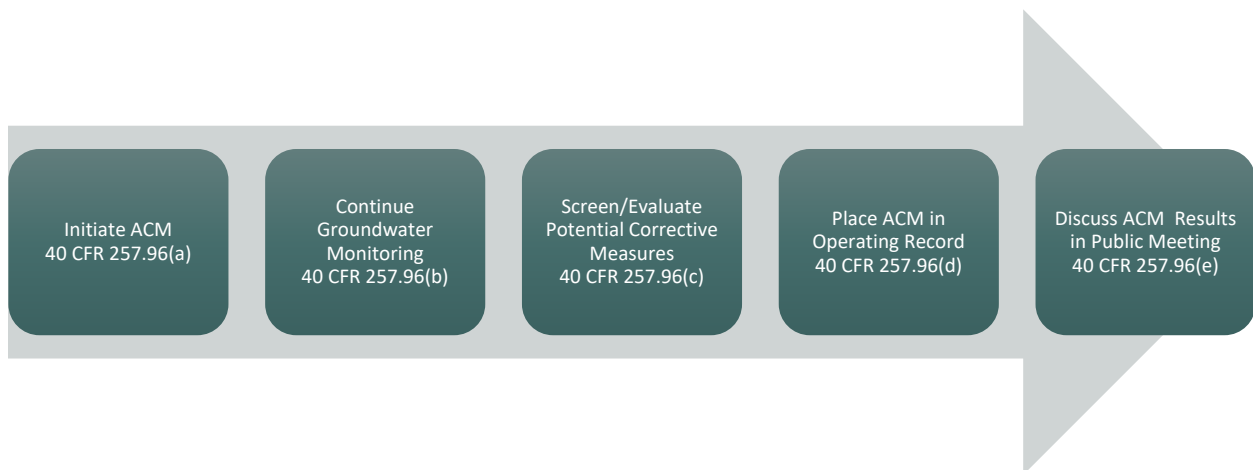 Initiate ACM
40 CFR 257.96(a)
Continue
Groundwater
Monitoring
40 CFR 257.96(b)
Screen/Evaluate
Potential Corrective
Measures
40 CFR 257.96(c)
Place ACM in
Operating Record
40 CFR 257.96(d)
Discuss ACM Results
in Public Meeting
40 CFR 257.96(e)